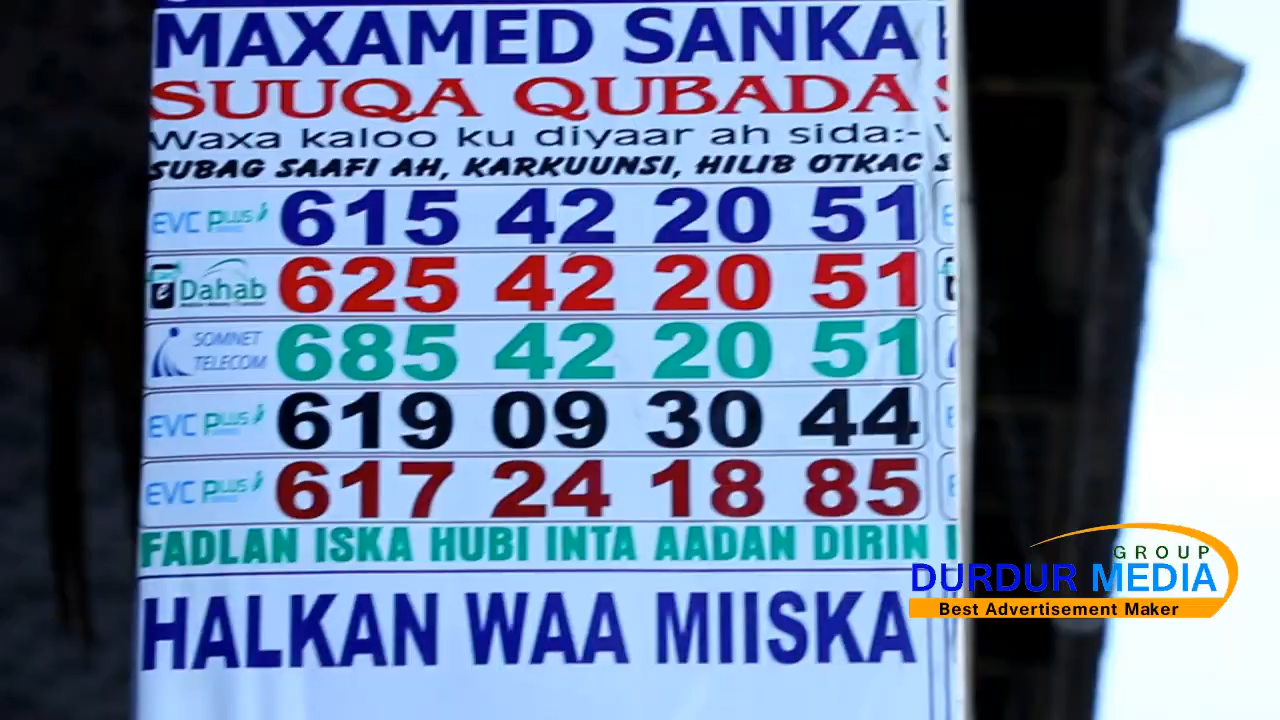 MAXAMED SANKA
SUUQA QUBADA
Waxa kaloo ku diyaar ah sida:-
SUBAG SAAFI AH, KARKUUNSI, HILIB OTKAC
EVC Plus 615 42 20 51
e Dahab 625 42 20 51
SOMNET TELECOM 685 42 20 51
EVC Plus 619 09 30 44
EVC Plus 617 24 18 85
FADLAN ISKA HUBI INTA AADAN DIRIN
HALKAN WAA MIISKA
GROUP
DURDUR MEDIA
Best Advertisement Maker